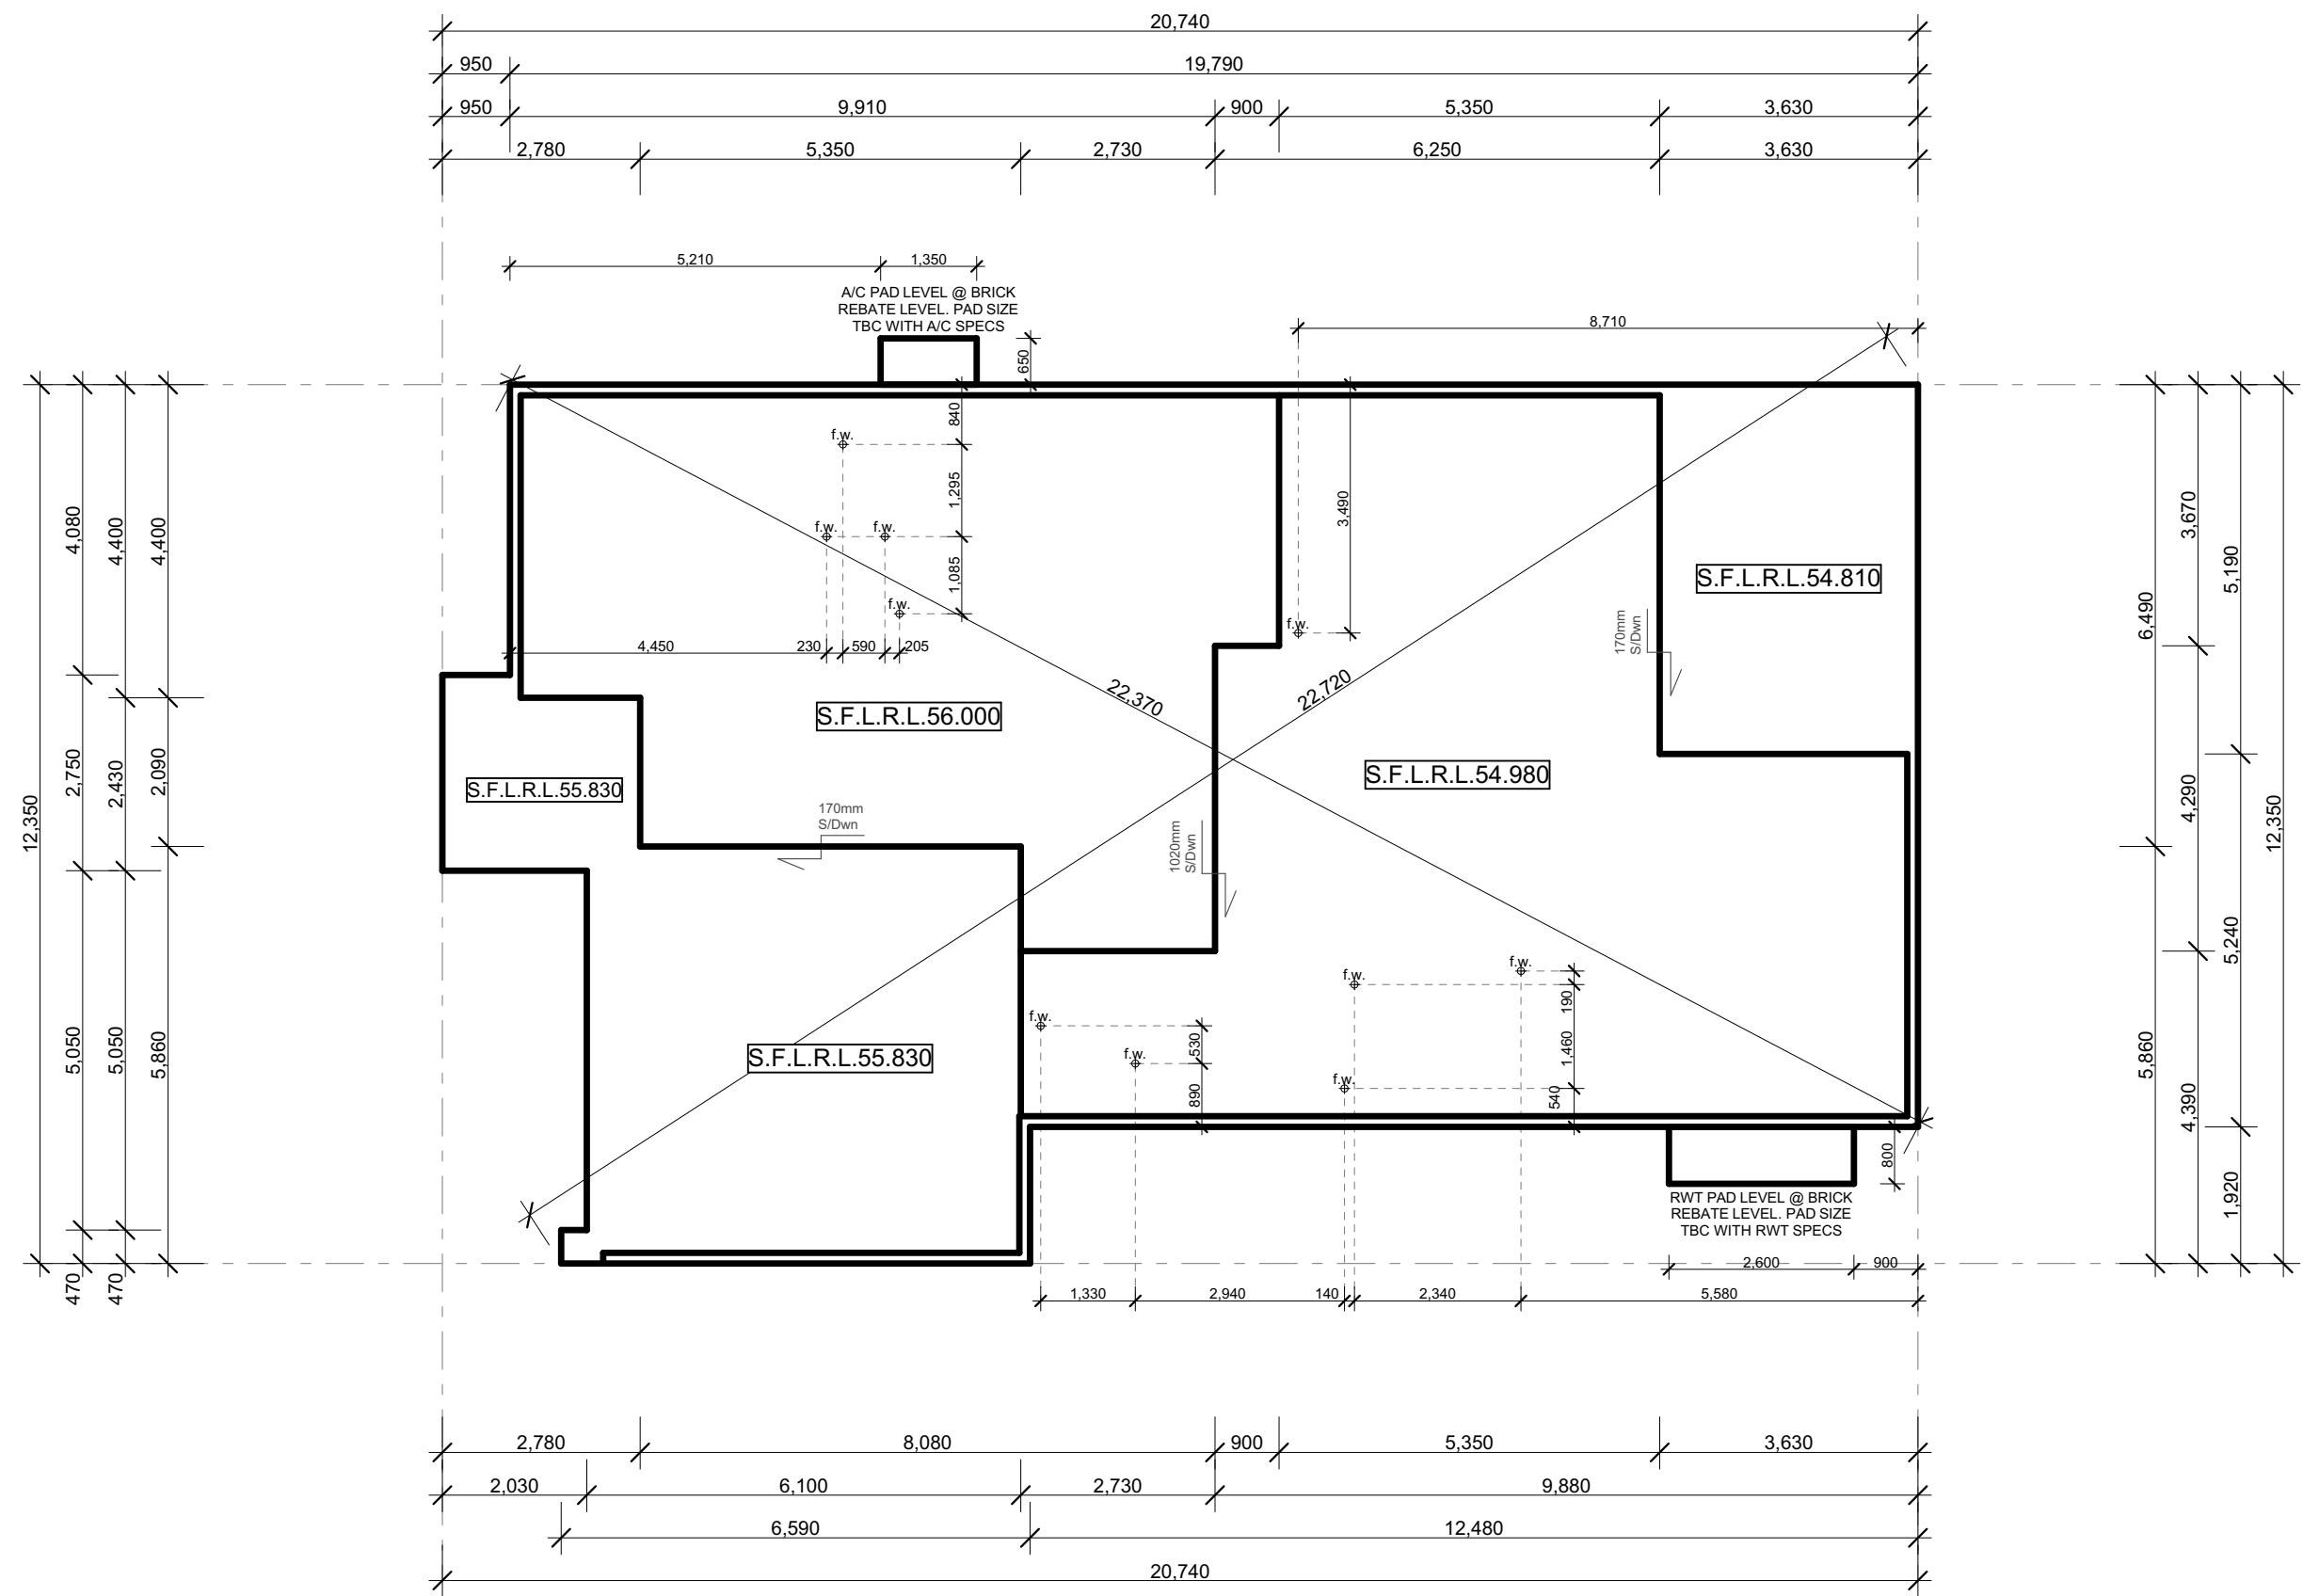 20,740
950
19,790
950
9,910
900
5,350
3,630
2,780
5,350
2,730
6,250
3,630
5,210
1,350
A/C PAD LEVEL @ BRICK
REBATE LEVEL. PAD SIZE
TBC WITH A/C SPECS
650
8,710
840
f.w.
1,295
3,490
f.w.
f.w.
1,085
f.w.
f.w.
4,450
230
590
205
S.F.L.R.L.54.810
170mm
S/Dwn
22,370
22,720
S.F.L.R.L.56.000
S.F.L.R.L.54.980
S.F.L.R.L.55.830
170mm
S/Dwn
1020mm
S/Dwn
12,350
4,080
2,750
5,050
470
4,400
2,430
5,050
470
4,400
2,090
5,860
6,490
5,860
3,670
4,290
4,390
5,190
5,240
1,920
12,350
f.w.
f.w.
190
f.w.
530
1,460
f.w.
f.w.
890
540
S.F.L.R.L.55.830
800
RWT PAD LEVEL @ BRICK
REBATE LEVEL. PAD SIZE
TBC WITH RWT SPECS
2,600
900
1,330
2,940
140
2,340
5,580
2,780
8,080
900
5,350
3,630
2,030
6,100
2,730
9,880
6,590
12,480
20,740